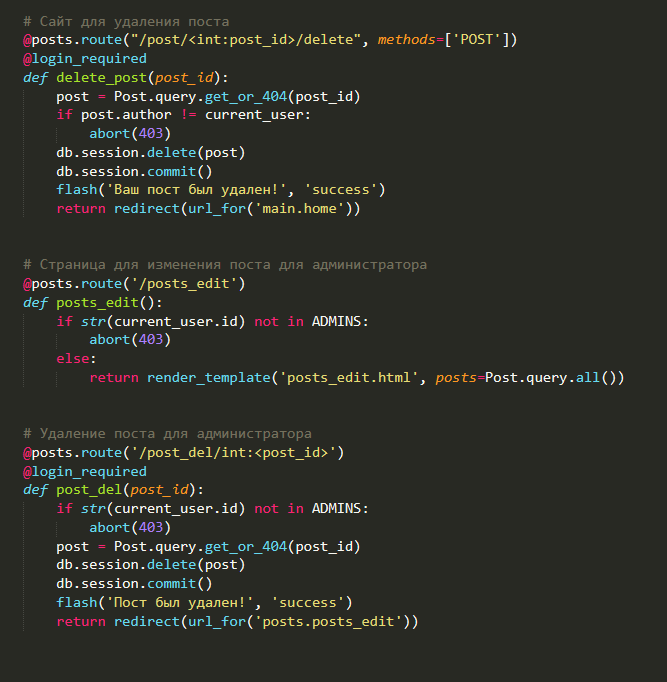 # Сайт для удаления поста
@posts.route("/post/<int:post_id>/delete", methods=['POST'])
@login_required
def delete_post(post_id):
    post = Post.query.get_or_404(post_id)
    if post.author != current_user:
        abort(403)
    db.session.delete(post)
    db.session.commit()
    flash('Ваш пост был удален!', 'success')
    return redirect(url_for('main.home'))
# Страница для изменения поста для администратора
@posts.route('/posts_edit')
def posts_edit():
    if str(current_user.id) not in ADMINS:
        abort(403)
    else:
        return render_template('posts_edit.html', posts=Post.query.all())
# Удаление поста для администратора
@posts.route('/post_del/int:<post_id>')
@login_required
def post_del(post_id):
    if str(current_user.id) not in ADMINS:
        abort(403)
    post = Post.query.get_or_404(post_id)
    db.session.delete(post)
    db.session.commit()
    flash('Пост был удален!', 'success')
    return redirect(url_for('posts.posts_edit'))